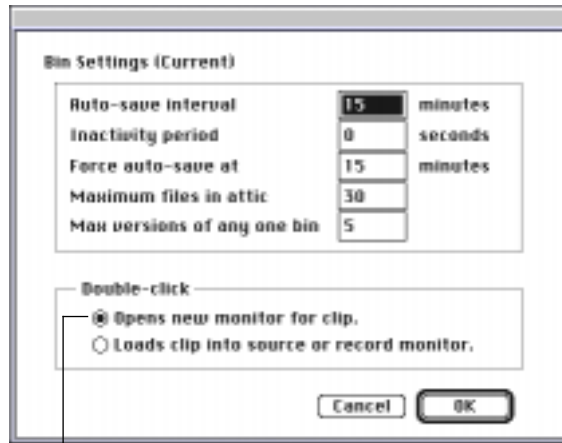 Bin Settings (Current)
Auto-save interval 15 minutes
Inactivity period 0 seconds
Force auto-save at 15 minutes
Maximum files in attic 30
Max versions of any one bin 5
Double-click
Opens new monitor for clip.
Loads clip into source or record monitor.
Cancel OK